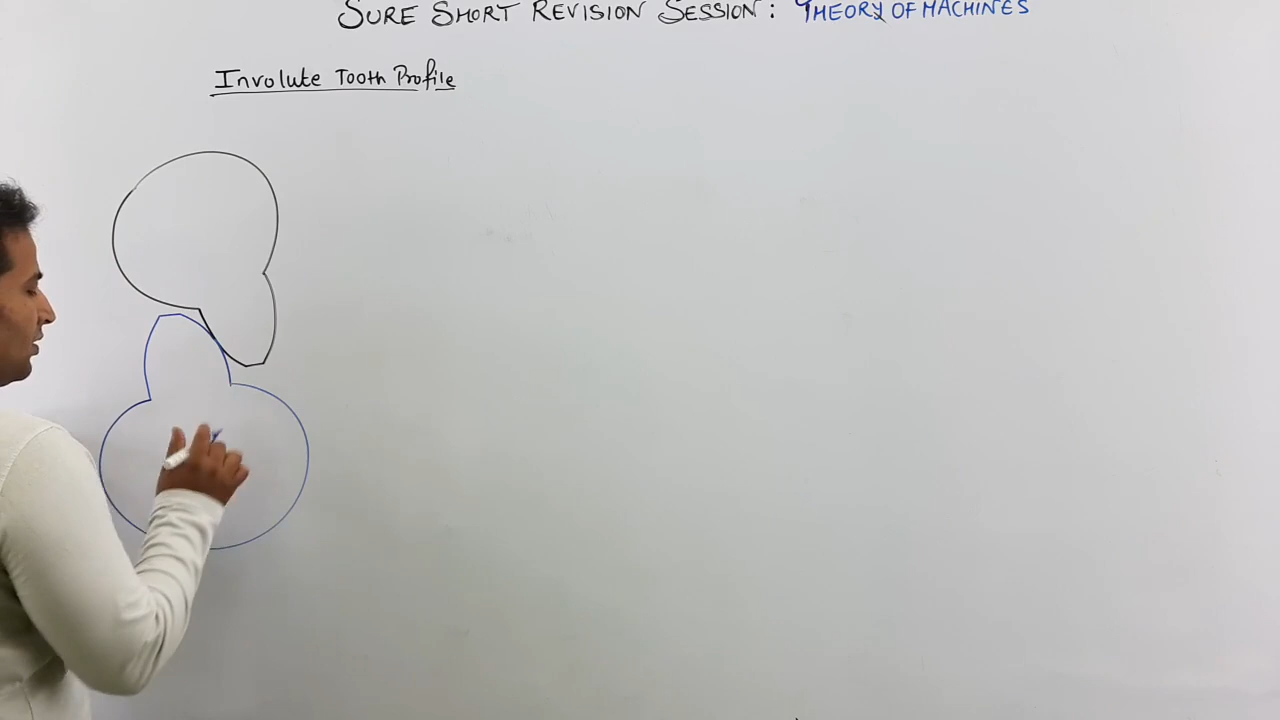 SURE SHORT REVISION SESSION: THEORY OF MACHINES
Involute Tooth Profile